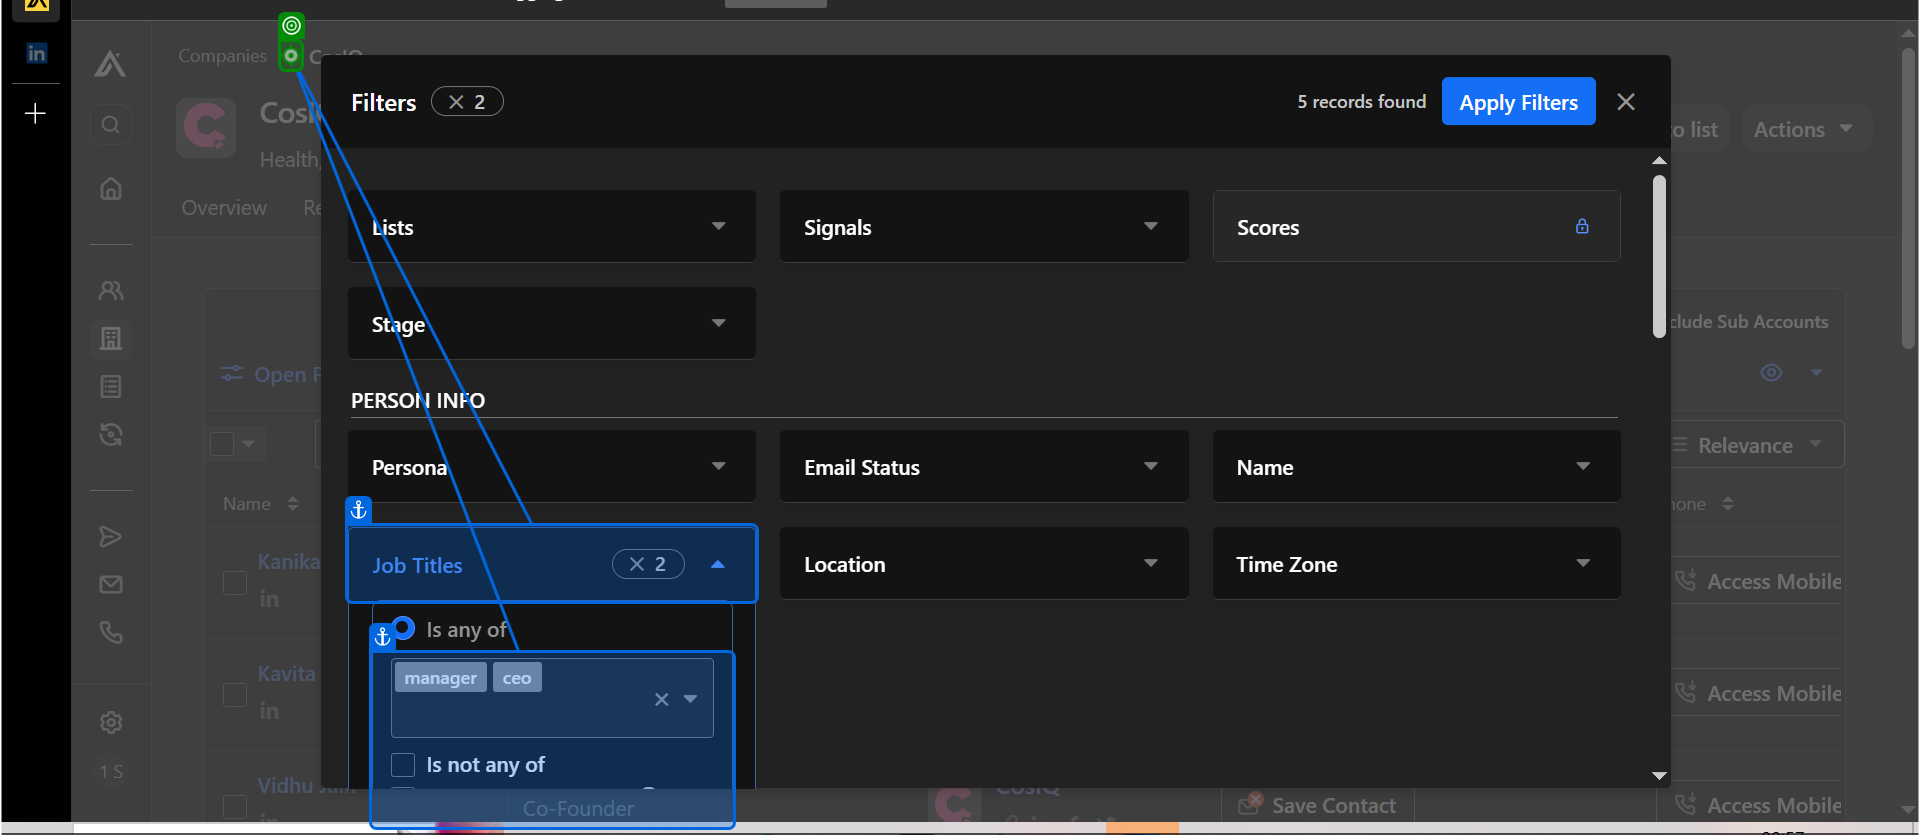 Companies
Filters
2
5 records found
Apply Filters
to list
Actions
Health,
Overview
Lists
Signals
Scores
Stage
clude Sub Accounts
Open F
PERSON INFO
Relevance
Persona
Email Status
Name
Name
hone
Job Titles
2
Location
Time Zone
Kanika
in
Access Mobile
Is any of
manager
ceo
Kavita
in
Access Mobile
Is not any of
1 S
Vidhu Jain
Co-Founder
CosIQ
Save Contact
Access Mobile